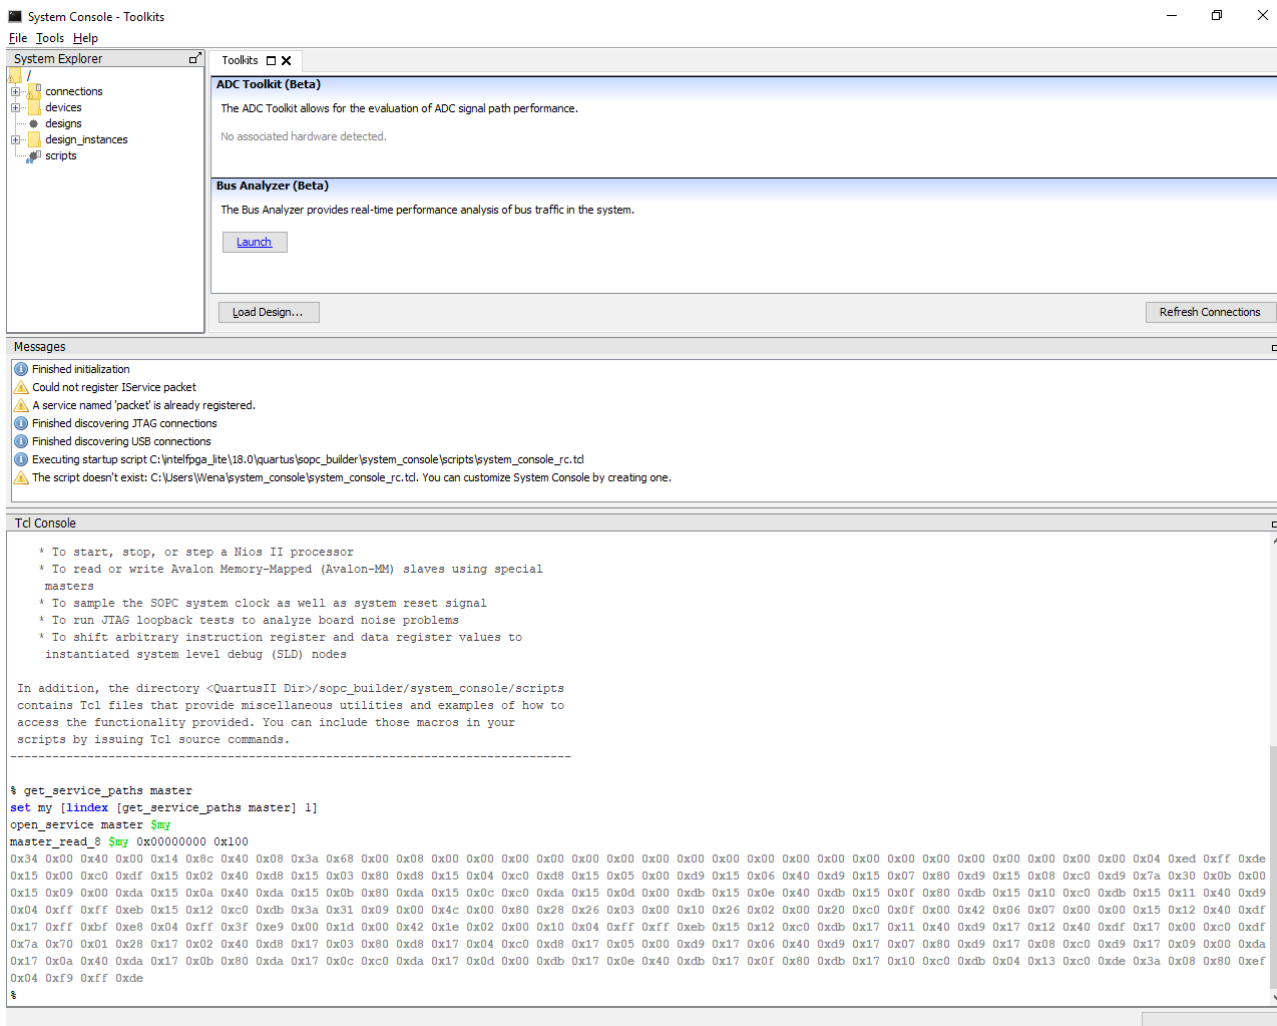 System Console - Toolkits
File Tools Help
System Explorer
/
connections
devices
designs
design_instances
scripts
Toolkits
ADC Toolkit (Beta)
The ADC Toolkit allows for the evaluation of ADC signal path performance.
No associated hardware detected.
Bus Analyzer (Beta)
The Bus Analyzer provides real-time performance analysis of bus traffic in the system.
Launch
Load Design...
Refresh Connections
Messages
Finished initialization
Could not register IService packet
A service named 'packet' is already registered.
Finished discovering JTAG connections
Finished discovering USB connections
Executing startup script C:\intelfpga_lite\18.0\quartus\sopc_builder\system_console\scripts\system_console_rc.tcl
The script doesn't exist: C:\Users\Wena\system_console\system_console_rc.tcl. You can customize System Console by creating one.
Tcl Console
* To start, stop, or step a Nios II processor
* To read or write Avalon Memory-Mapped (Avalon-MM) slaves using special
masters
* To sample the SOPC system clock as well as system reset signal
* To run JTAG loopback tests to analyze board noise problems
* To shift arbitrary instruction register and data register values to
instantiated system level debug (SLD) nodes
In addition, the directory <QuartusII Dir>/sopc_builder/system_console/scripts
contains Tcl files that provide miscellaneous utilities and examples of how to
access the functionality provided. You can include those macros in your
scripts by issuing Tcl source commands.
--------------------------------------------------------------------------------
% get_service_paths master
set my [lindex [get_service_paths master] 1]
open_service master $my
master_read_8 $my 0x00000000 0x100
0x34 0x00 0x40 0x00 0x14 0x8c 0x40 0x08 0x3a 0x68 0x00 0x08 0x00 0x00 0x00 0x00 0x00 0x00 0x00 0x00 0x00 0x00 0x00 0x00 0x00 0x00 0x00 0x00 0x00 0x00 0x00 0x00 0x04 0xed 0xff 0xde
0x15 0x00 0xc0 0xdf 0x15 0x02 0x40 0xd8 0x15 0x03 0x80 0xd8 0x15 0x04 0xc0 0xd8 0x15 0x05 0x00 0xd9 0x15 0x06 0x40 0xd9 0x15 0x07 0x80 0xd9 0x15 0x08 0xc0 0xd9 0x7a 0x30 0x0b 0x00
0x15 0x09 0x00 0xda 0x15 0x0a 0x40 0xda 0x15 0x0b 0x80 0xda 0x15 0x0c 0xc0 0xda 0x15 0x0d 0x00 0xdb 0x15 0x0e 0x40 0xdb 0x15 0x0f 0x80 0xdb 0x15 0x10 0xc0 0xdb 0x15 0x11 0x40 0xd9
0x04 0xff 0xff 0xeb 0x15 0x12 0xc0 0xdb 0x3a 0x31 0x09 0x00 0x4c 0x00 0x80 0x28 0x26 0x03 0x00 0x10 0x26 0x02 0x00 0x20 0xc0 0x0f 0x00 0x42 0x06 0x07 0x00 0x00 0x15 0x12 0x40 0xdf
0x17 0xff 0xbf 0xe8 0x04 0xff 0x3f 0xe9 0x00 0x1d 0x00 0x42 0x1e 0x02 0x00 0x10 0x04 0xff 0xff 0xeb 0x15 0x12 0xc0 0xdb 0x17 0x11 0x40 0xd9 0x17 0x12 0x40 0xdf 0x17 0x00 0xc0 0xdf
0x7a 0x70 0x01 0x28 0x17 0x02 0x40 0xd8 0x17 0x03 0x80 0xd8 0x17 0x04 0xc0 0xd8 0x17 0x05 0x00 0xd9 0x17 0x06 0x40 0xd9 0x17 0x07 0x80 0xd9 0x17 0x08 0xc0 0xd9 0x17 0x09 0x00 0xda
0x17 0x0a 0x40 0xda 0x17 0x0b 0x80 0xda 0x17 0x0c 0xc0 0xda 0x17 0x0d 0x00 0xdb 0x17 0x0e 0x40 0xdb 0x17 0x0f 0x80 0xdb 0x17 0x10 0xc0 0xdb 0x04 0x13 0xc0 0xde 0x3a 0x08 0x80 0xef
0x04 0xf9 0xff 0xde
%